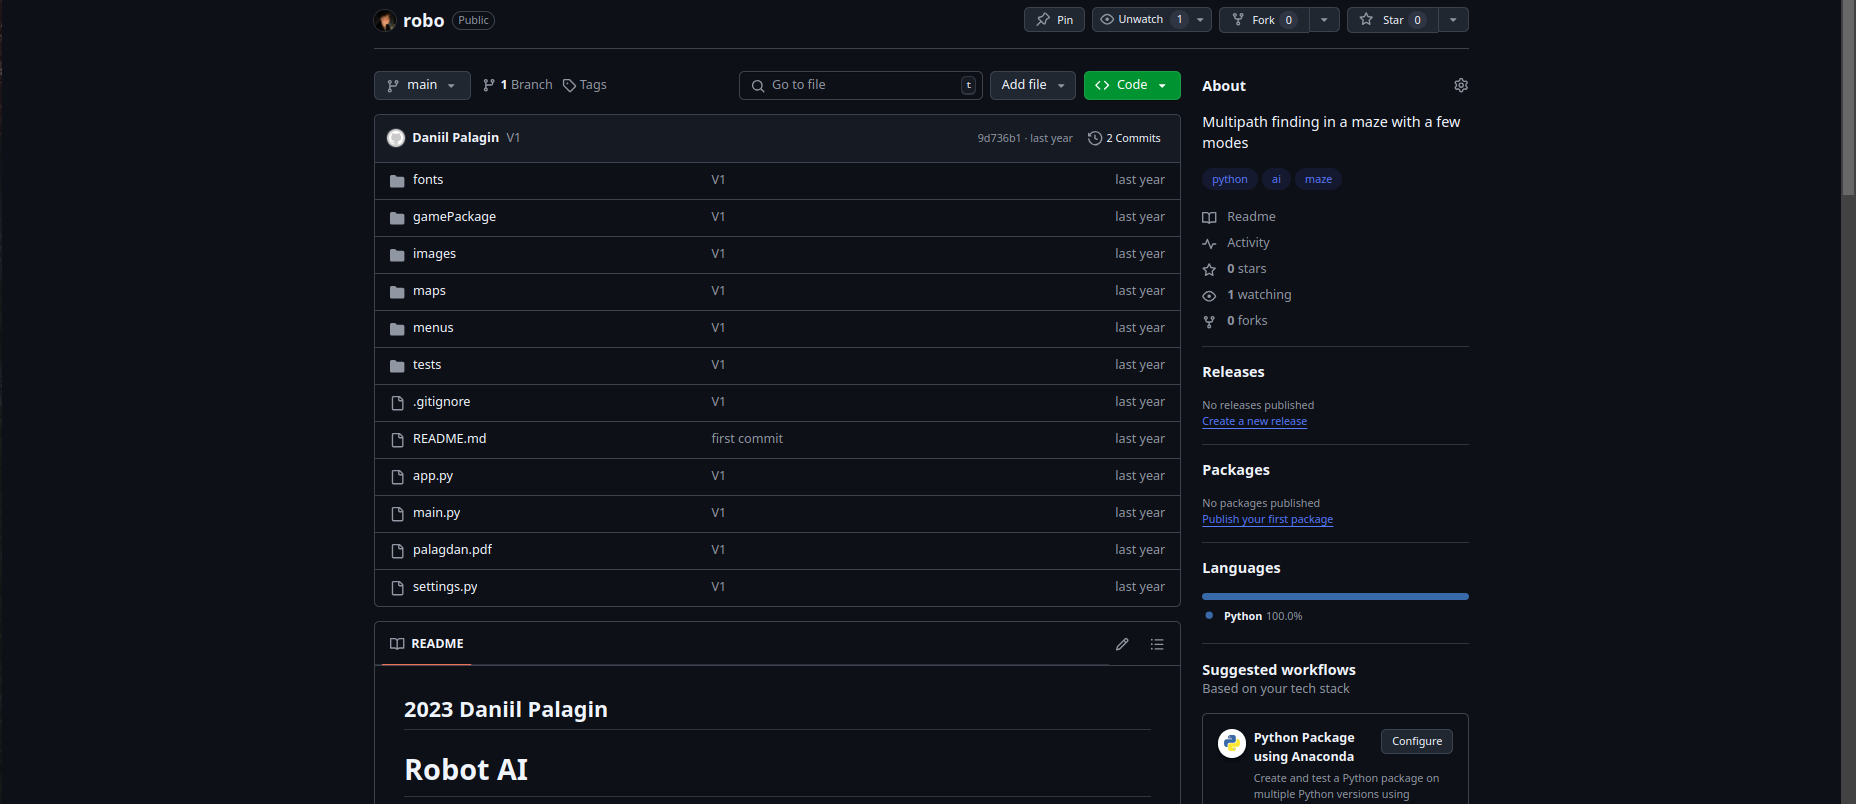 robo Public Pin Unwatch 1 Fork 0 Star 0
main 1 Branch Tags Go to file t Add file Code
Daniil Palagin V1 9d736b1 · last year 2 Commits
fonts V1 last year
gamePackage V1 last year
images V1 last year
maps V1 last year
menus V1 last year
tests V1 last year
.gitignore V1 last year
README.md first commit last year
app.py V1 last year
main.py V1 last year
palagdan.pdf V1 last year
settings.py V1 last year
README
2023 Daniil Palagin
Robot AI
About
Multipath finding in a maze with a few
modes
python ai maze
Readme
Activity
0 stars
1 watching
0 forks
Releases
No releases published
Create a new release
Packages
No packages published
Publish your first package
Languages
Python 100.0%
Suggested workflows
Based on your tech stack
Python Package
using Anaconda
Configure
Create and test a Python package on
multiple Python versions using